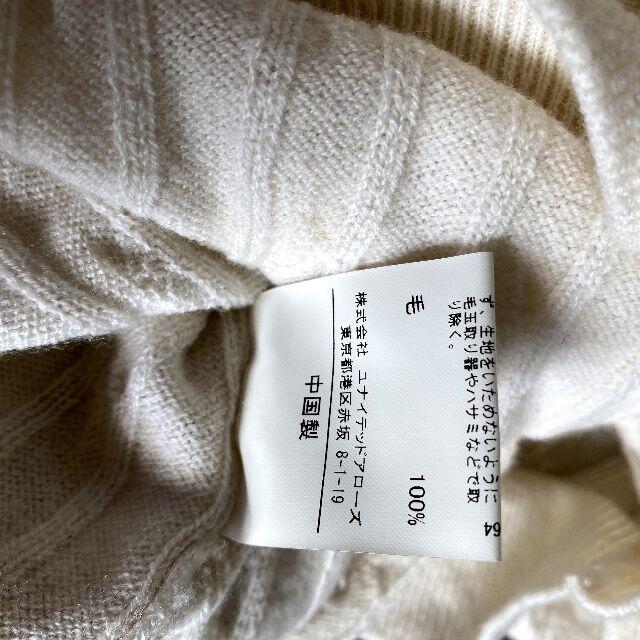 ず、生地をいためないように
毛玉取り器やハサミなどで取
り除く。
64
毛 100%
株式会社 ユナイテッドアローズ
東京都港区赤坂 8-1-19
中国製